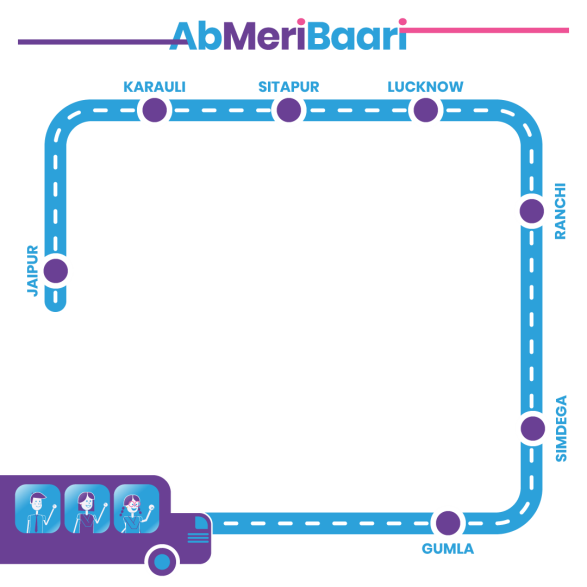 AbMeriBaari
KARAULI
SITAPUR
LUCKNOW
RANCHI
JAIPUR
SIMDEGA
GUMLA